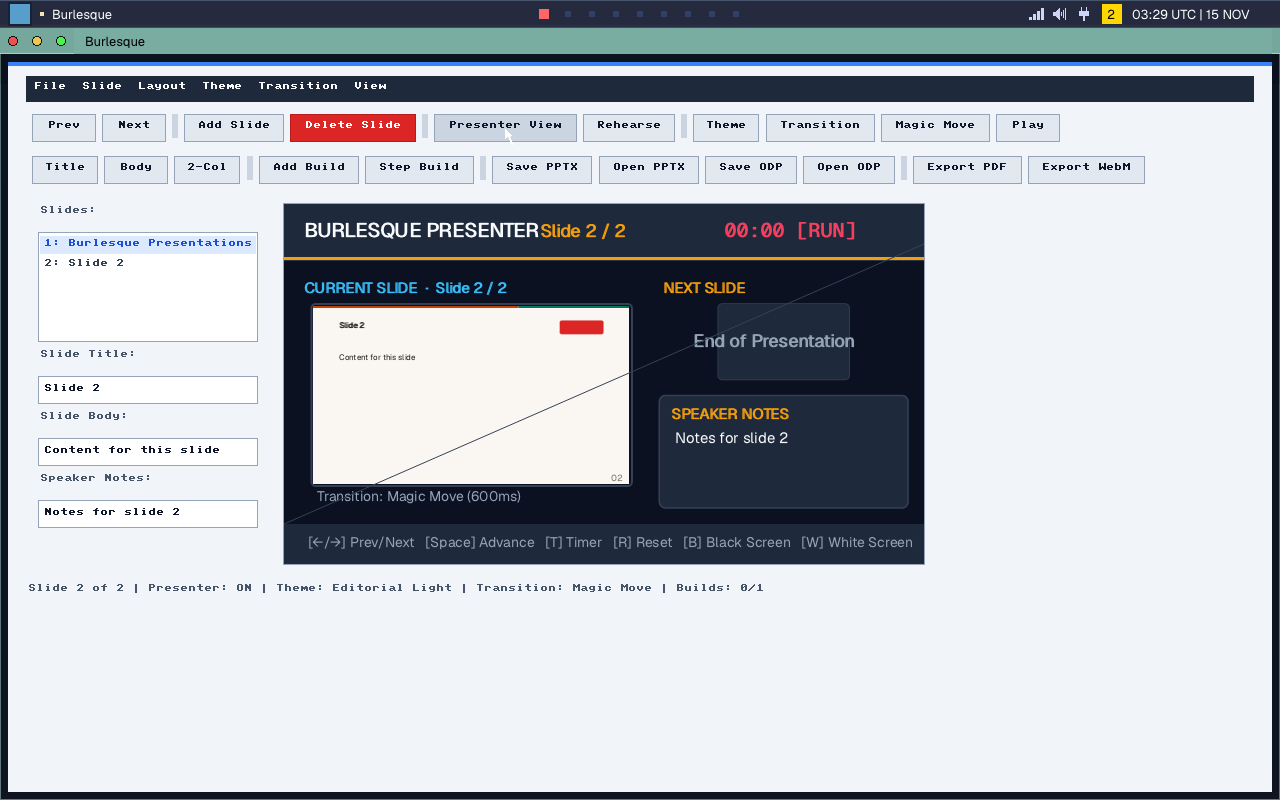 Burlesque
2
03:29 UTC | 15 NOV
Burlesque
File Slide Layout Theme Transition View
Prev Next Add Slide Delete Slide Presenter View Rehearse Theme Transition Magic Move Play
Title Body 2-Col Add Build Step Build Save PPTX Open PPTX Save ODP Open ODP Export PDF Export WebM
Slides:
1: Burlesque Presentations
2: Slide 2
Slide Title:
Slide 2
Slide Body:
Content for this slide
Speaker Notes:
Notes for slide 2
BURLESQUE PRESENTER Slide 2 / 2 00:00 [RUN]
CURRENT SLIDE · Slide 2 / 2
Slide 2
Content for this slide
02
Transition: Magic Move (600ms)
NEXT SLIDE
End of Presentation
SPEAKER NOTES
Notes for slide 2
[←/→] Prev/Next [Space] Advance [T] Timer [R] Reset [B] Black Screen [W] White Screen
Slide 2 of 2 | Presenter: ON | Theme: Editorial Light | Transition: Magic Move | Builds: 0/1